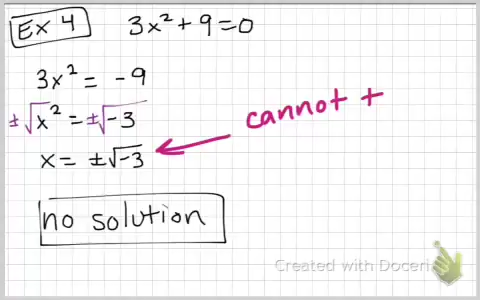 Ex 4 3x² + 9 = 0
3x² = -9
±√x² = ±√-3
cannot +
x = ±√-3
no solution
Created with Doceri